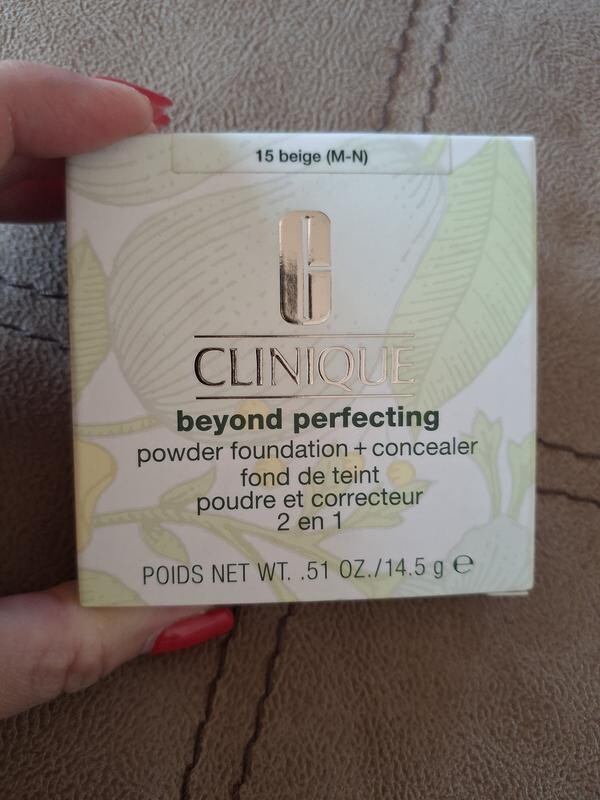 15 beige (M-N)
CLINIQUE
beyond perfecting
powder foundation + concealer
fond de teint
poudre et correcteur
2 en 1
POIDS NET WT. .51 OZ./14.5 g ℮